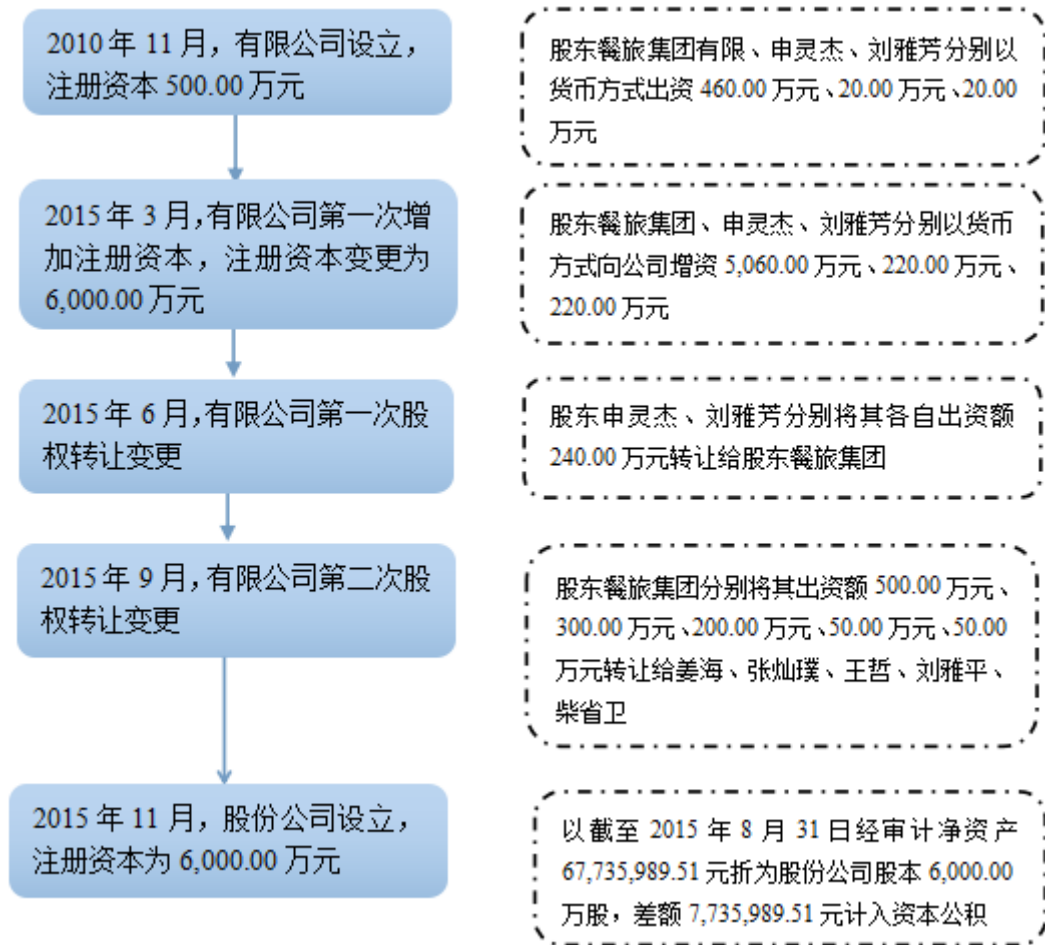 2010 年 11 月，有限公司设立，
注册资本 500.00 万元
股东餐旅集团有限、申灵杰、刘雅芳分别以
货币方式出资 460.00 万元、20.00 万元、20.00
万元
2015 年 3 月，有限公司第一次增
加注册资本，注册资本变更为
6,000.00 万元
股东餐旅集团、申灵杰、刘雅芳分别以货币
方式向公司增资 5,060.00 万元、220.00 万元、
220.00 万元
2015 年 6 月，有限公司第一次股
权转让变更
股东申灵杰、刘雅芳分别将其各自出资额
240.00 万元转让给股东餐旅集团
2015 年 9 月，有限公司第二次股
权转让变更
股东餐旅集团分别将其出资额 500.00 万元、
300.00 万元、200.00 万元、50.00 万元、50.00
万元转让给姜海、张灿璞、王哲、刘雅平、
柴省卫
2015 年 11 月，股份公司设立，
注册资本为 6,000.00 万元
以截至 2015 年 8 月 31 日经审计净资产
67,735,989.51 元折为股份公司股本 6,000.00
万股，差额 7,735,989.51 元计入资本公积